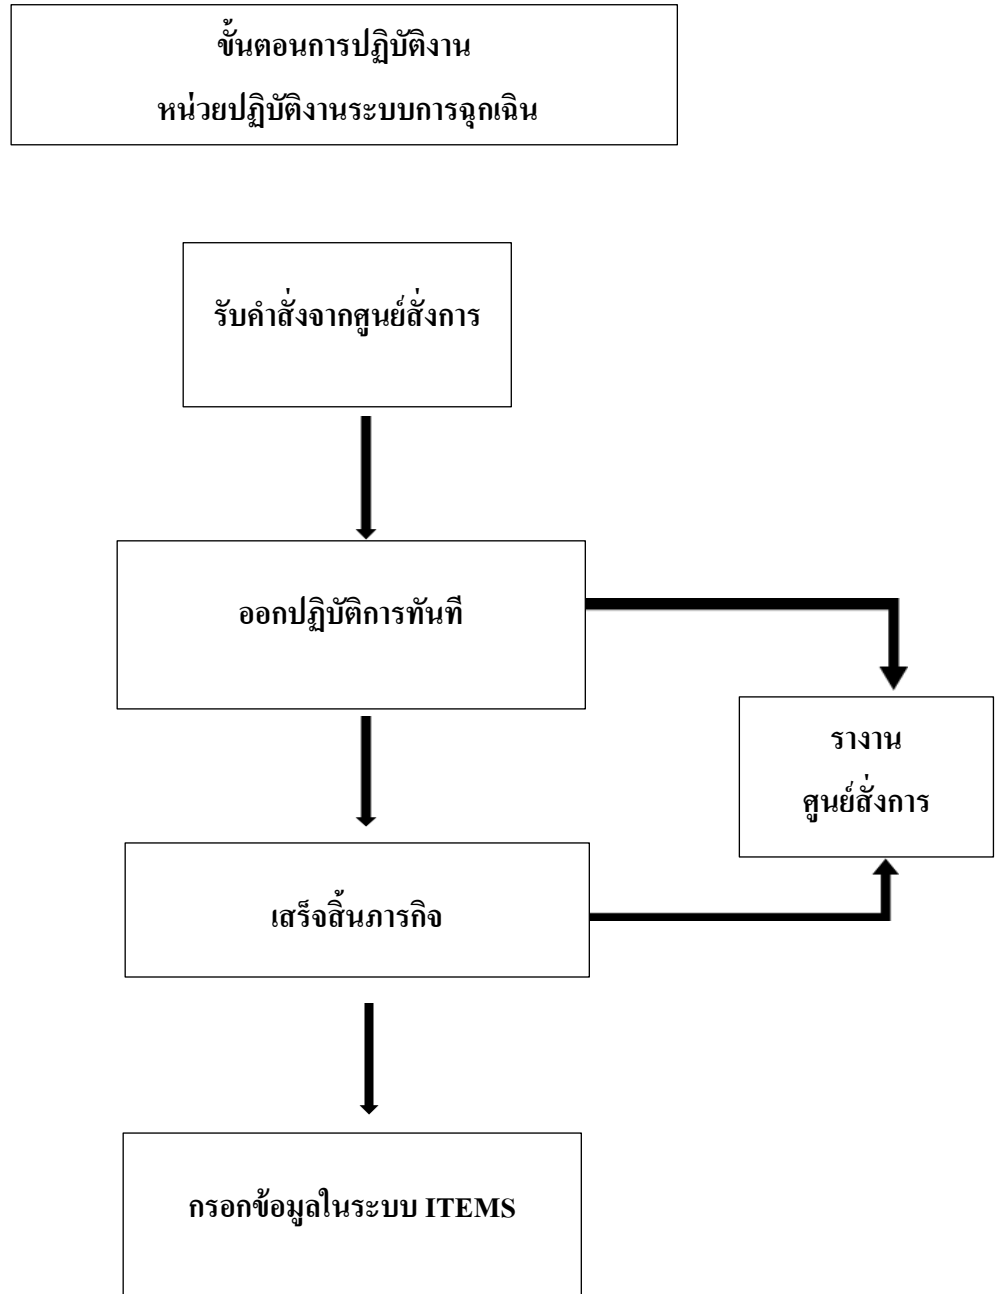 ขั้นตอนการปฏิบัติงาน
หน่วยปฏิบัติงานระบบการฉุกเฉิน
รับคำสั่งจากศูนย์สั่งการ
ออกปฏิบัติการทันที
รางาน
ศูนย์สั่งการ
เสร็จสิ้นภารกิจ
กรอกข้อมูลในระบบ ITEMS